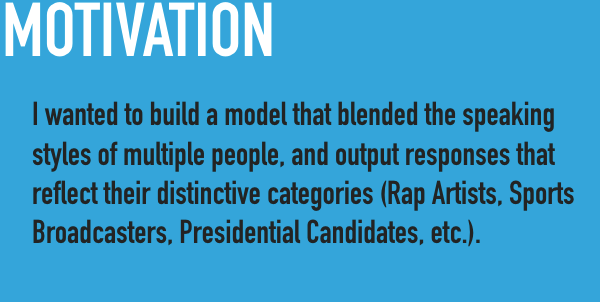 MOTIVATION
I wanted to build a model that blended the speaking
styles of multiple people, and output responses that
reflect their distinctive categories (Rap Artists, Sports
Broadcasters, Presidential Candidates, etc.).